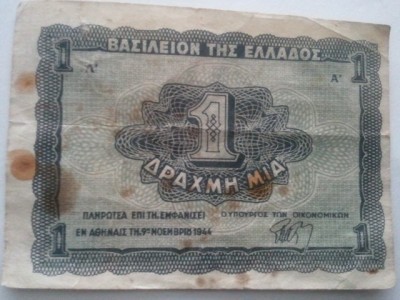 1 ΒΑΣΙΛΕΙΟΝ ΤΗΣ ΕΛΛΑΔΟΣ 1
Α' Α'
1
ΔΡΑΧΜΗ ΜΙΑ
ΠΛΗΡΩΤΕΑ ΕΠΙ ΤΗ, ΕΜΦΑΝΙΣΕΙ Ο ΥΠΟΥΡΓΟΣ ΤΩΝ ΟΙΚΟΝΟΜΙΚΩΝ
ΕΝ ΑΘΗΝΑΙΣ ΤΗ, 9ῃ ΝΟΕΜΒΡΙΟΥ 1944
1 1